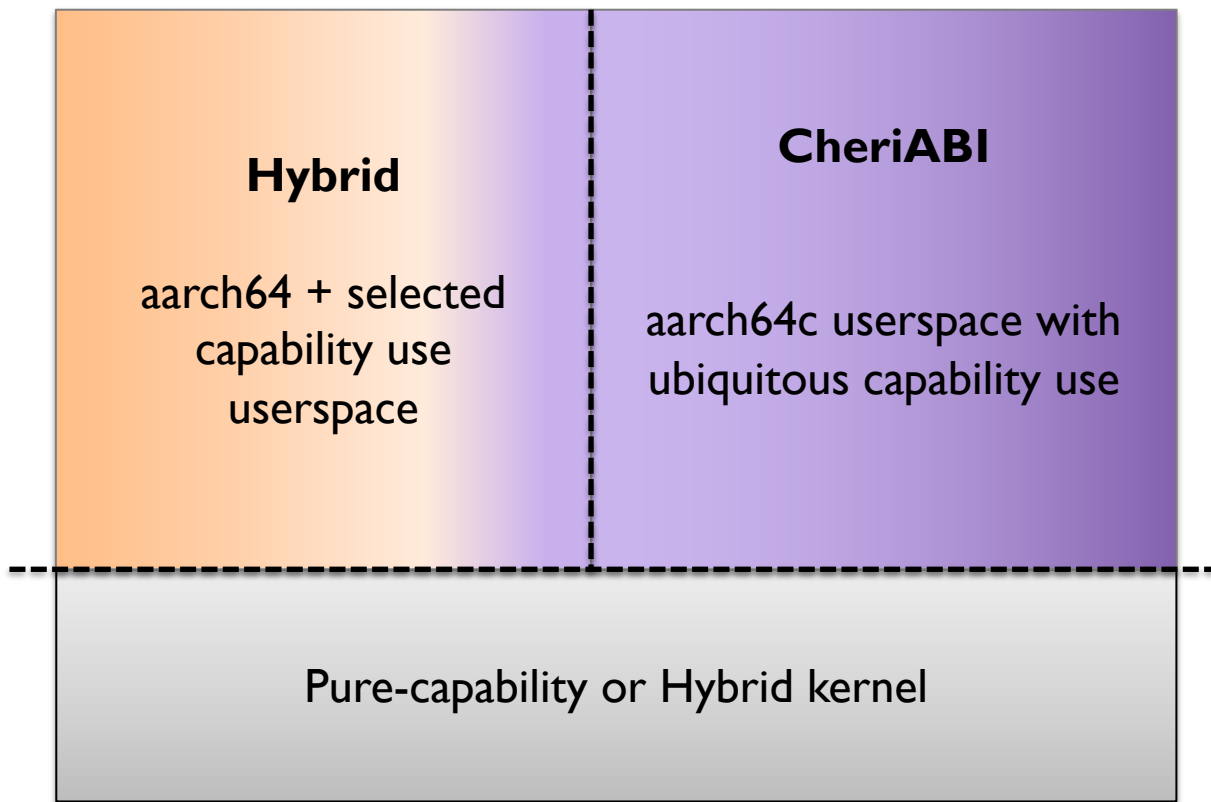 Hybrid
aarch64 + selected
capability use
userspace
CheriABI
aarch64c userspace with
ubiquitous capability use
Pure-capability or Hybrid kernel